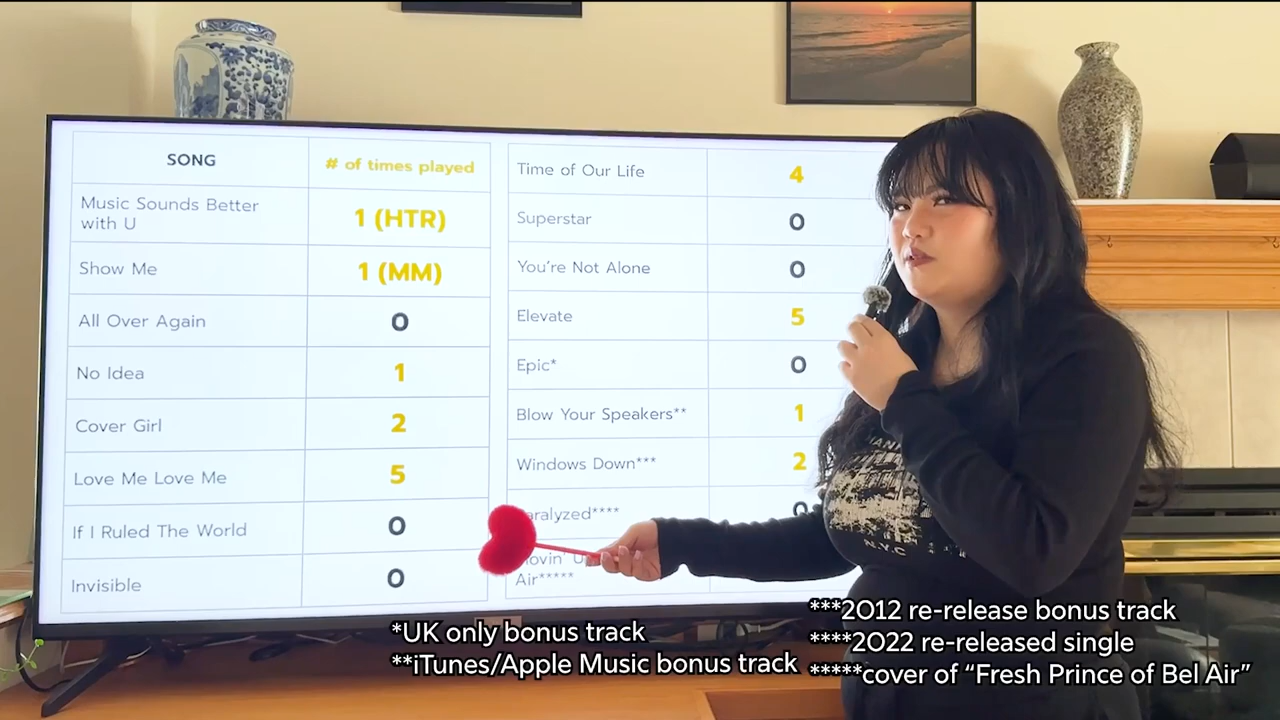 SONG
# of times played
Music Sounds Better
with U
1 (HTR)
Show Me
1 (MM)
All Over Again
0
No Idea
1
Cover Girl
2
Love Me Love Me
5
If I Ruled The World
0
Invisible
0
Time of Our Life
4
Superstar
0
You're Not Alone
0
Elevate
5
Epic*
0
Blow Your Speakers**
1
Windows Down***
2
aralyzed****
0
ovin' U
Air*****
N.Y.C
*UK only bonus track
**iTunes/Apple Music bonus track
***2012 re-release bonus track
****2022 re-released single
*****cover of "Fresh Prince of Bel Air"